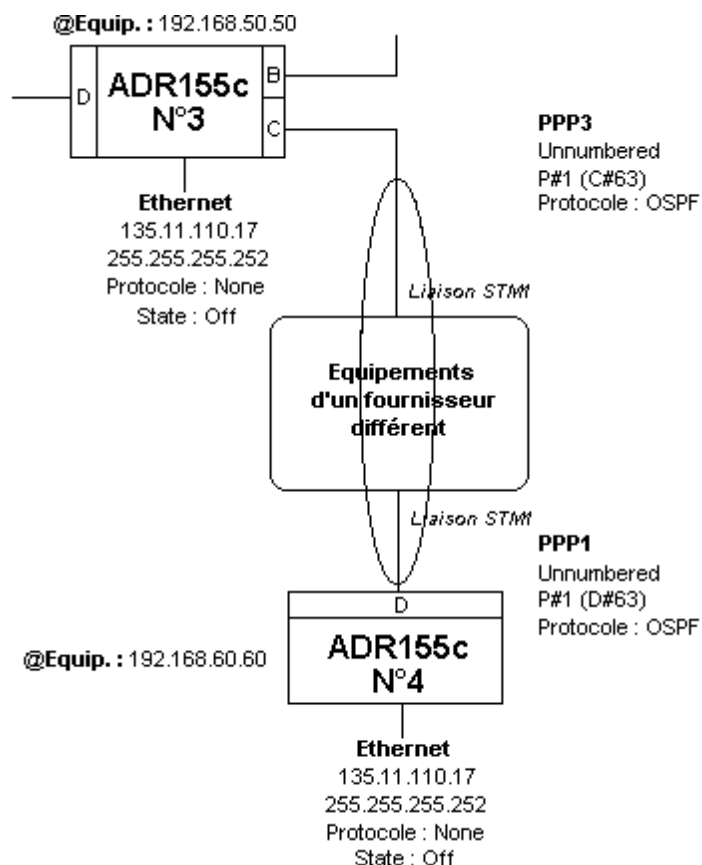 @Equip. : 192.168.50.50
D
ADR155c
N°3
B
C
Ethernet
135.11.110.17
255.255.255.252
Protocole : None
State : Off
PPP3
Unnumbered
P#1 (C#63)
Protocole : OSPF
Liaison STM1
Equipements
d'un fournisseur
différent
Liaison STM1
PPP1
Unnumbered
P#1 (D#63)
Protocole : OSPF
D
ADR155c
N°4
@Equip. : 192.168.60.60
Ethernet
135.11.110.17
255.255.255.252
Protocole : None
State : Off